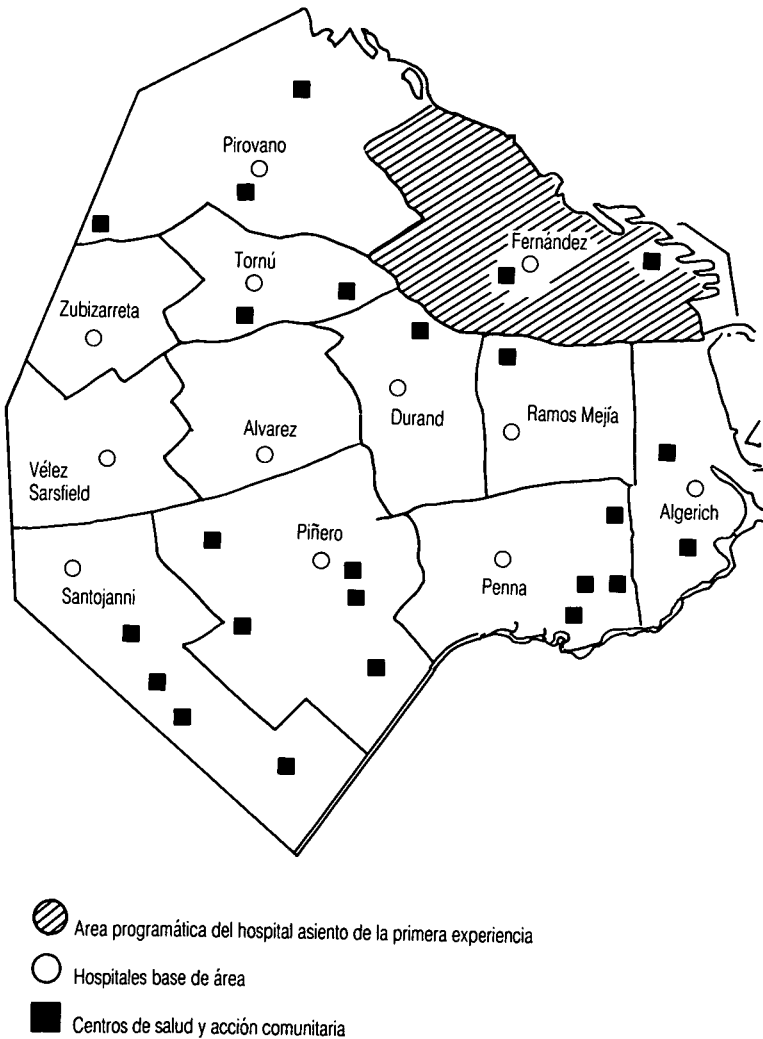 Pirovano
Fernández
Tornú
Zubizarreta
Durand
Ramos Mejía
Alvarez
Vélez
Sarsfield
Algerich
Piñero
Penna
Santojanni
Area programática del hospital asiento de la primera experiencia
Hospitales base de área
Centros de salud y acción comunitaria